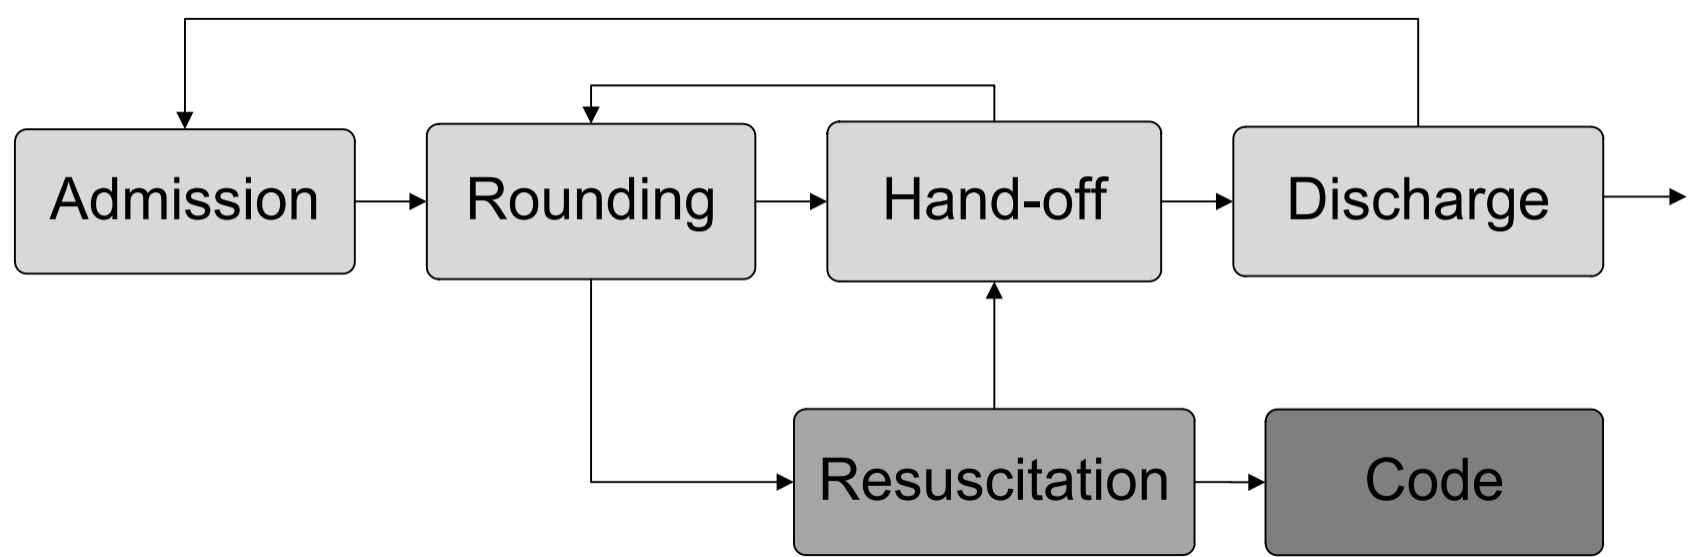 Admission
Rounding
Hand-off
Discharge
Resuscitation
Code